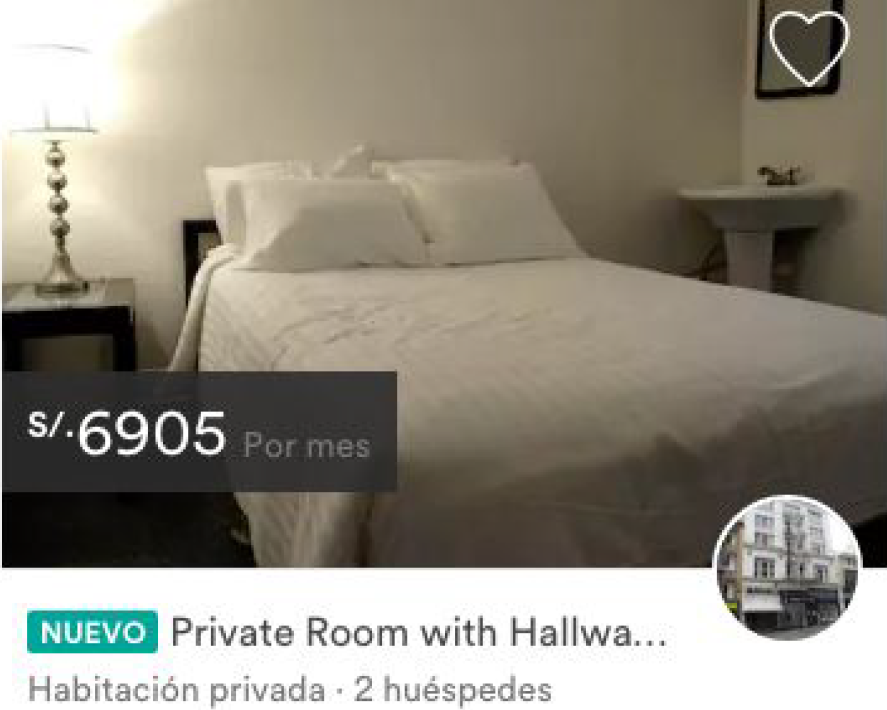 S/.6905 Por mes
NUEVO Private Room with Hallwa...
Habitación privada · 2 huéspedes